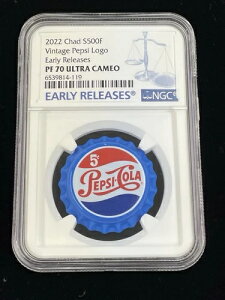 2022 Chad S500F
Vintage Pepsi Logo
Early Releases
PF 70 ULTRA CAMEO
6539814-119
EARLY RELEASES®
NGC
5¢
PEPSI-COLA